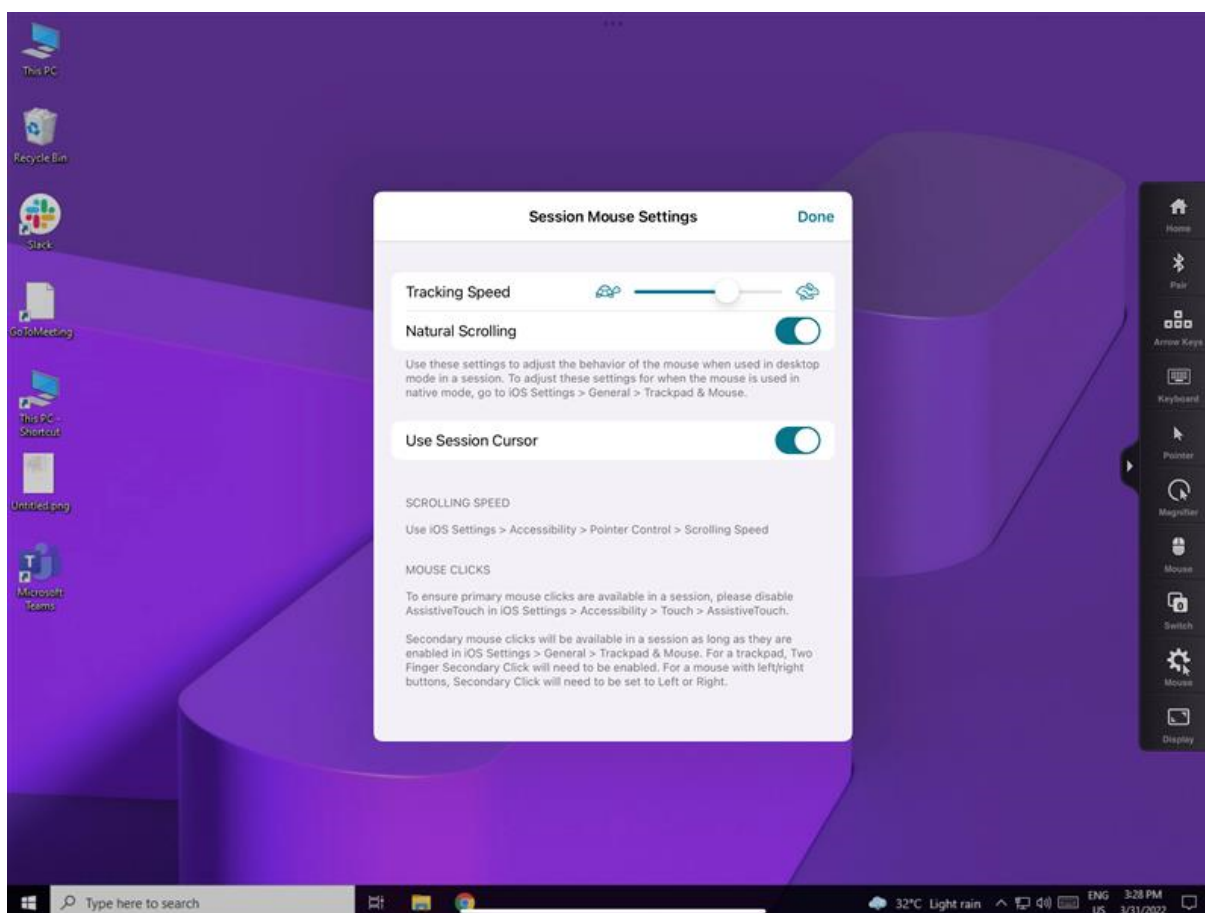 This PC
Recycle Bin
Slack
GoToMeeting
This PC -
Shortcut
Untitled.png
Microsoft
Teams
Session Mouse Settings
Done
Tracking Speed
Natural Scrolling
Use these settings to adjust the behavior of the mouse when used in desktop
mode in a session. To adjust these settings for when the mouse is used in
native mode, go to iOS Settings > General > Trackpad & Mouse.
Use Session Cursor
SCROLLING SPEED
Use iOS Settings > Accessibility > Pointer Control > Scrolling Speed
MOUSE CLICKS
To ensure primary mouse clicks are available in a session, please disable
AssistiveTouch in iOS Settings > Accessibility > Touch > AssistiveTouch.
Secondary mouse clicks will be available in a session as long as they are
enabled in iOS Settings > General > Trackpad & Mouse. For a trackpad, Two
Finger Secondary Click will need to be enabled. For a mouse with left/right
buttons, Secondary Click will need to be set to Left or Right.
Home
Pair
Arrow Keys
Keyboard
Pointer
Magnifier
Mouse
Switch
Mouse
Display
Type here to search
32°C Light rain
ENG
US
3:28 PM
3/31/2022